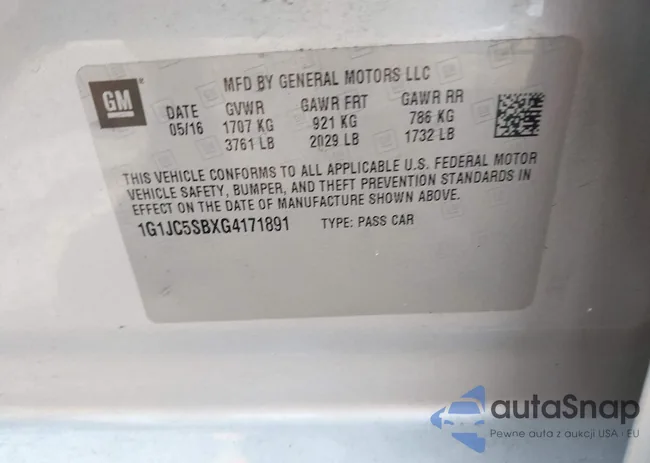 GM
MFD BY GENERAL MOTORS LLC
DATE GVWR GAWR FRT GAWR RR
05/16 1707 KG 921 KG 786 KG
3761 LB 2029 LB 1732 LB
THIS VEHICLE CONFORMS TO ALL APPLICABLE U.S. FEDERAL MOTOR
VEHICLE SAFETY, BUMPER, AND THEFT PREVENTION STANDARDS IN
EFFECT ON THE DATE OF MANUFACTURE SHOWN ABOVE.
1G1JC5SBXG4171891 TYPE: PASS CAR
autoSnap
Pewne auta z aukcji USA i EU